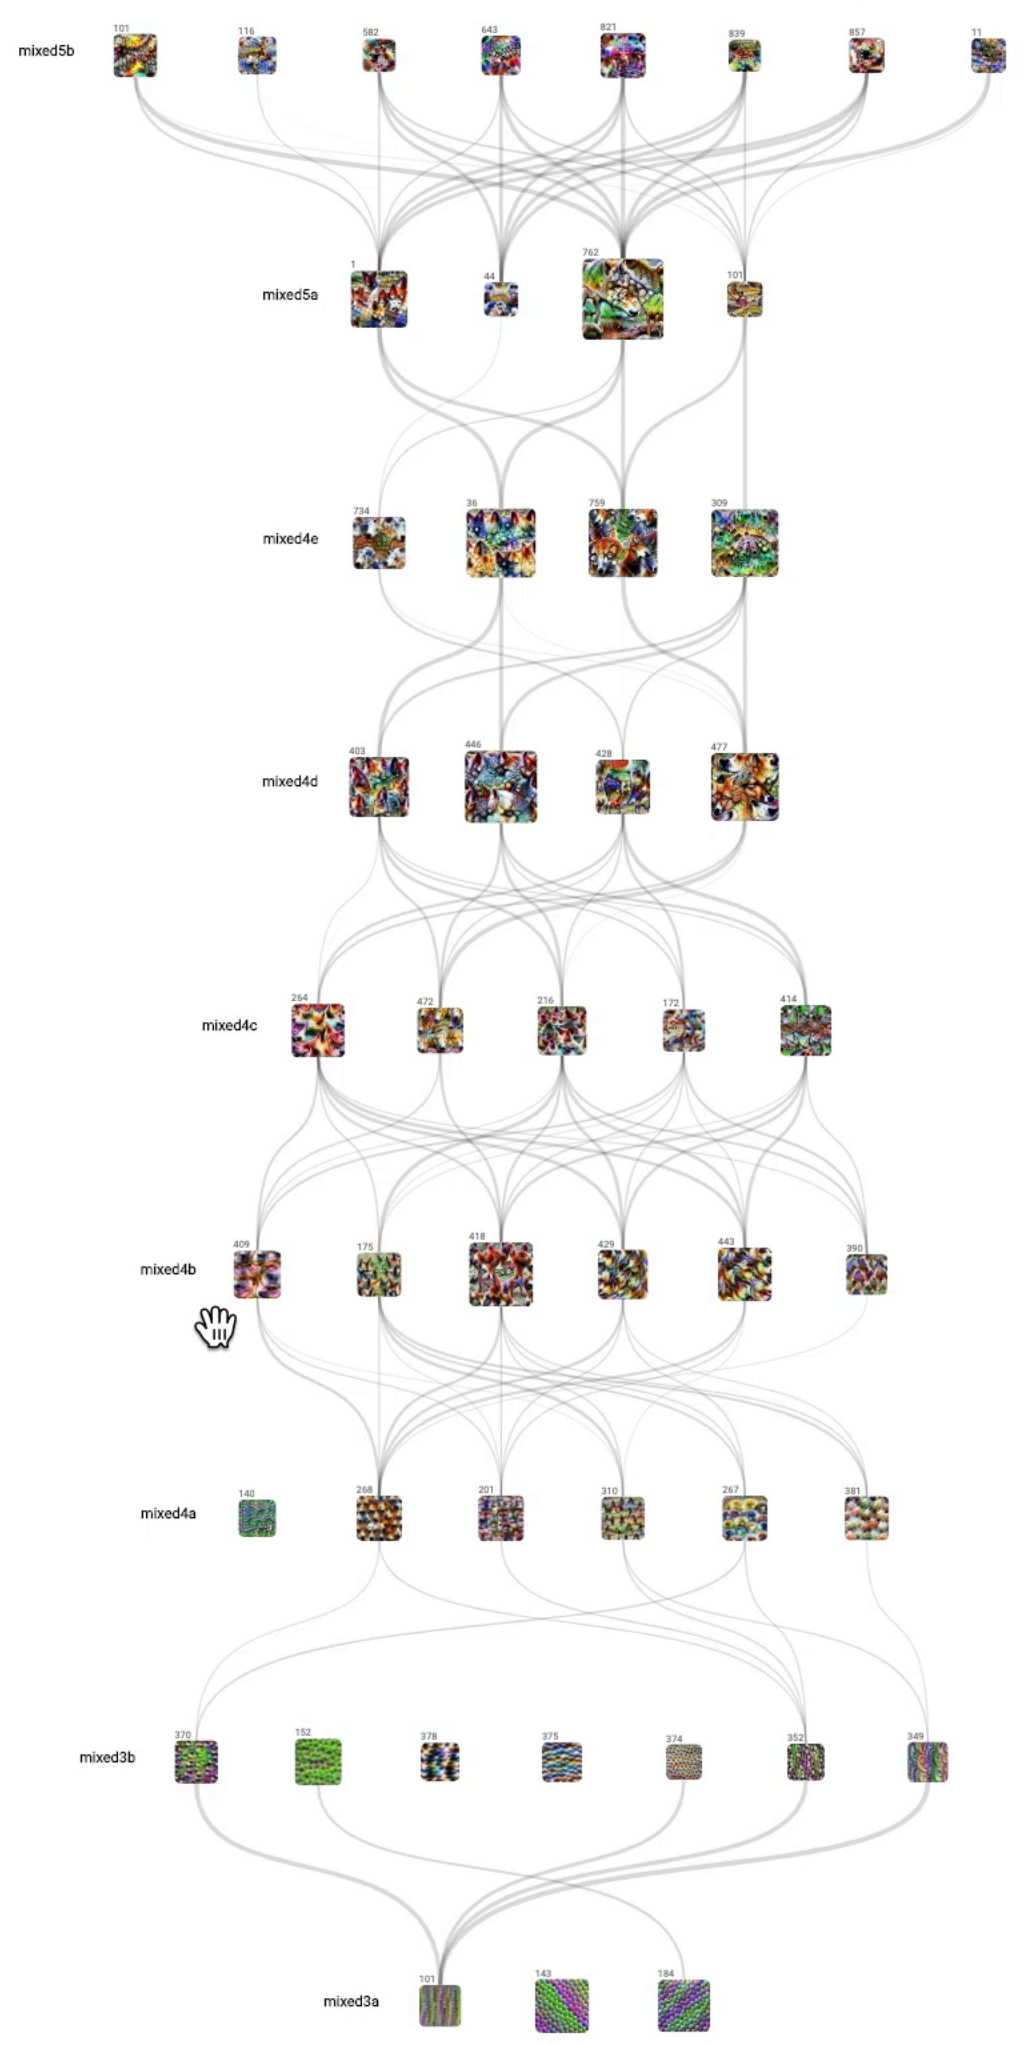 mixed5b 101 116 582 643 821 839 857 11
mixed5a 1 44 762 101
mixed4e 734 36 759 309
mixed4d 403 446 428 477
mixed4c 264 472 216 172 414
mixed4b 409 175 418 429 443 390
mixed4a 140 268 201 310 267 381
mixed3b 370 152 378 375 374 352 349
mixed3a 101 143 184